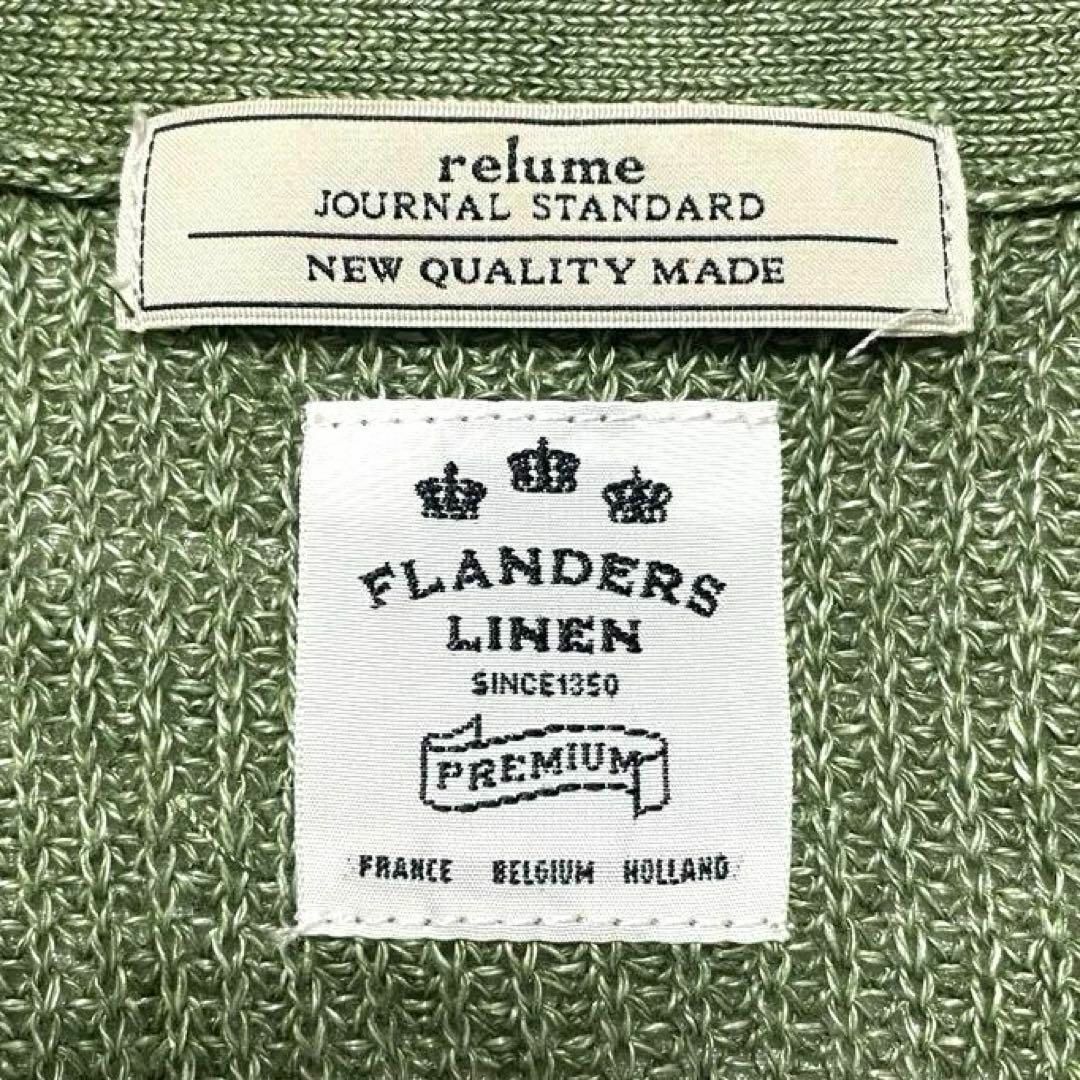 relume
JOURNAL STANDARD
NEW QUALITY MADE
FLANDERS
LINEN
SINCE1350
PREMIUM
FRANCE BELGIUM HOLLAND